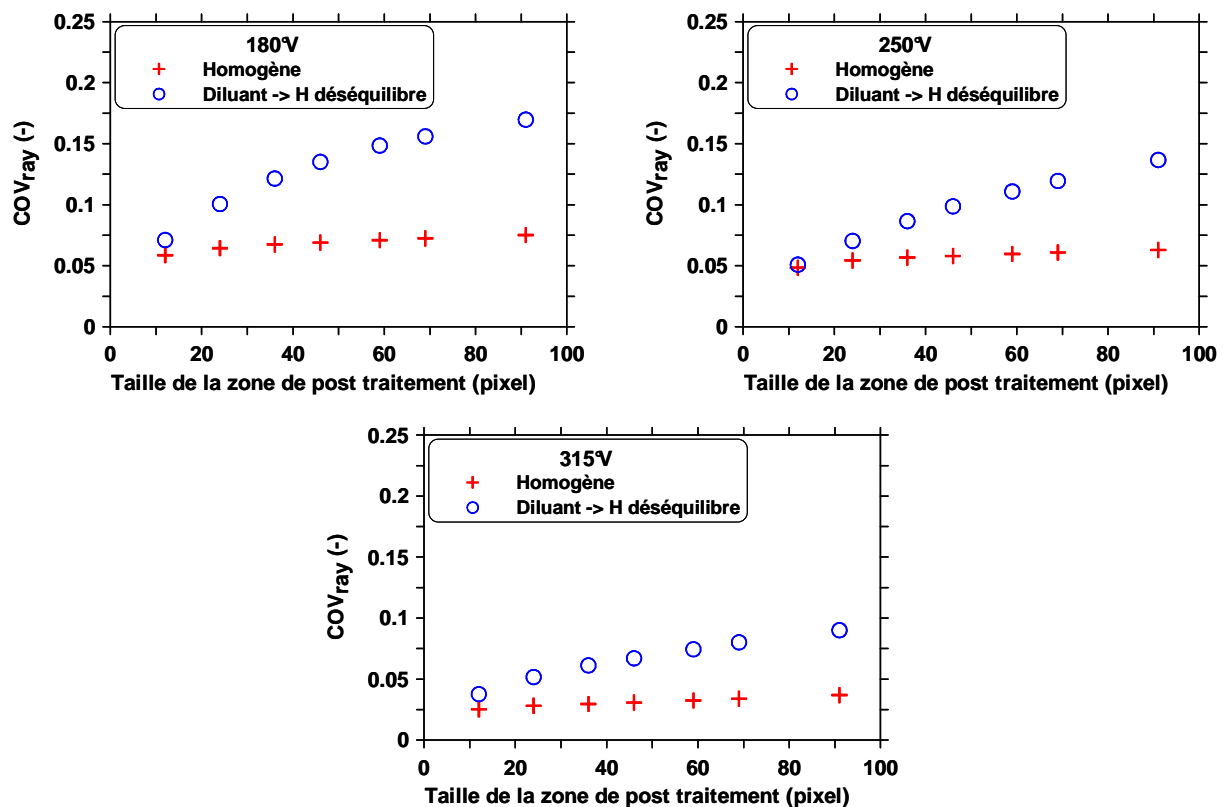 0.25
0.2
0.15
0.1
0.05
0
COVray (-)
180°V
Homogène
Diluant -> H déséquilibre
0 20 40 60 80 100
Taille de la zone de post traitement (pixel)
0.25
0.2
0.15
0.1
0.05
0
COVray (-)
250°V
Homogène
Diluant -> H déséquilibre
0 20 40 60 80 100
Taille de la zone de post traitement (pixel)
0.25
0.2
0.15
0.1
0.05
0
COVray (-)
315°V
Homogène
Diluant -> H déséquilibre
0 20 40 60 80 100
Taille de la zone de post traitement (pixel)